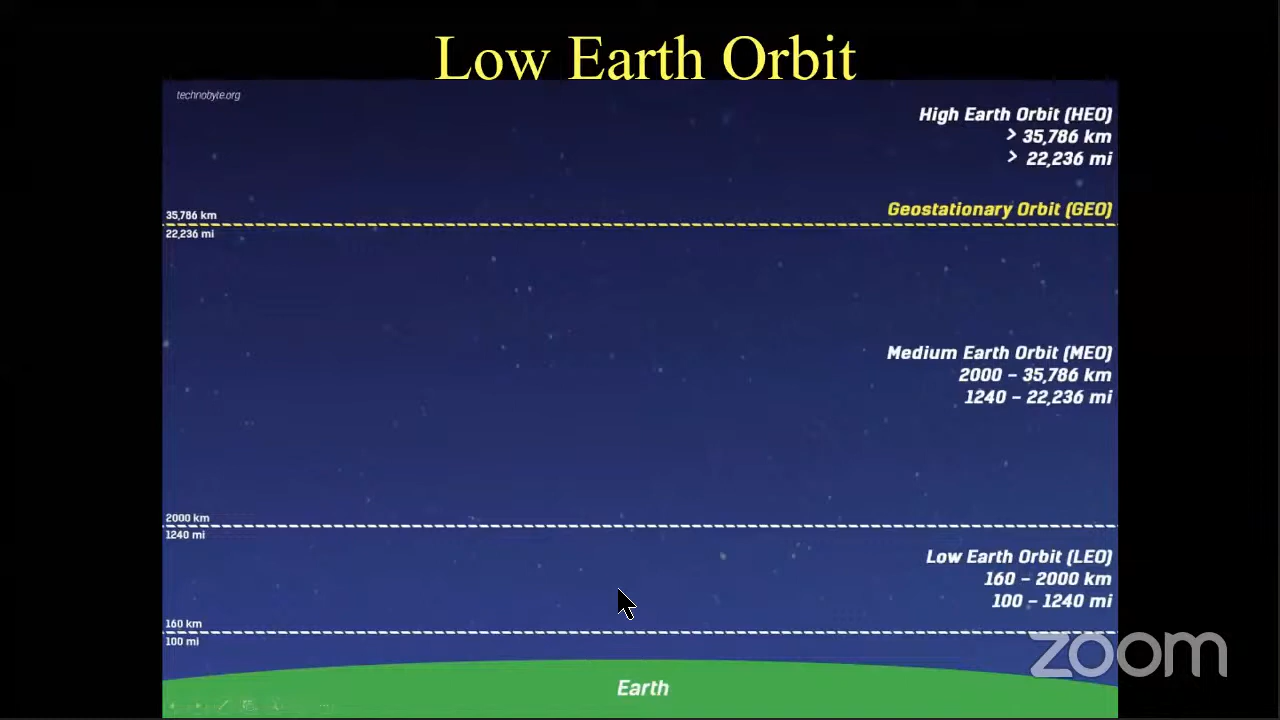 Low Earth Orbit
technobyte.org
High Earth Orbit (HEO)
> 35,786 km
> 22,236 mi
Geostationary Orbit (GEO)
35,786 km
22,236 mi
Medium Earth Orbit (MEO)
2000 – 35,786 km
1240 – 22,236 mi
2000 km
1240 mi
Low Earth Orbit (LEO)
160 – 2000 km
100 – 1240 mi
160 km
100 mi
zoom
Earth